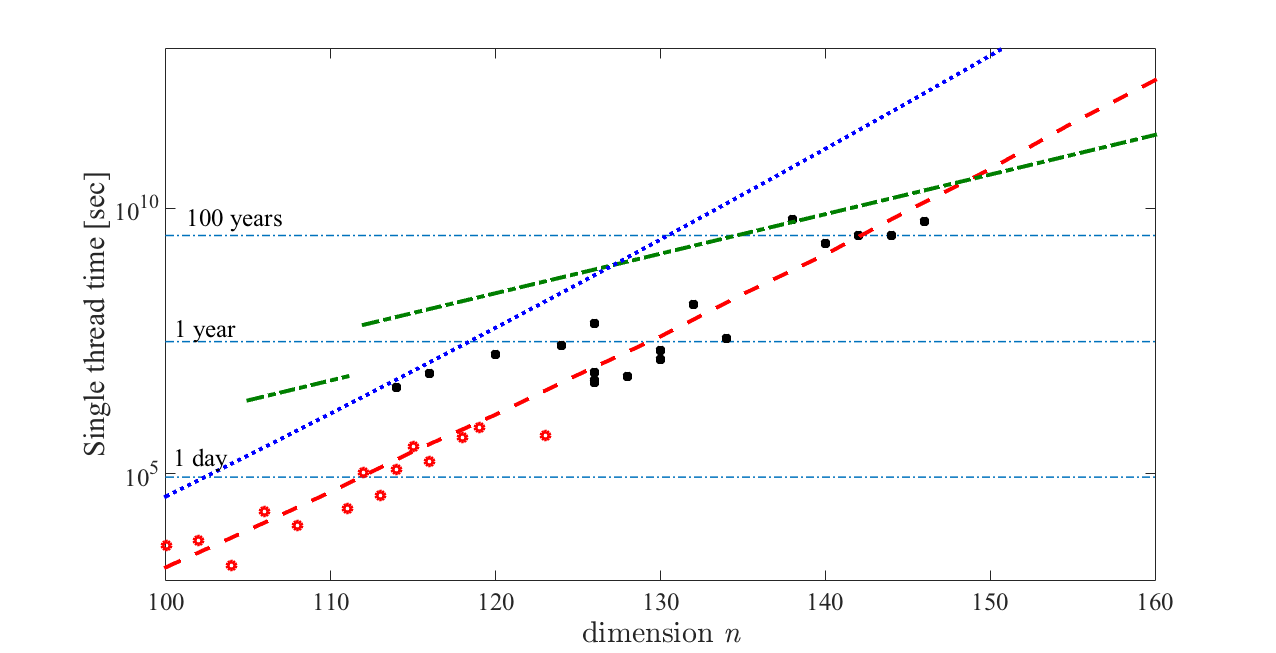 Single thread time [sec]
10^10
10^5
100 years
1 year
1 day
100 110 120 130 140 150 160
dimension n